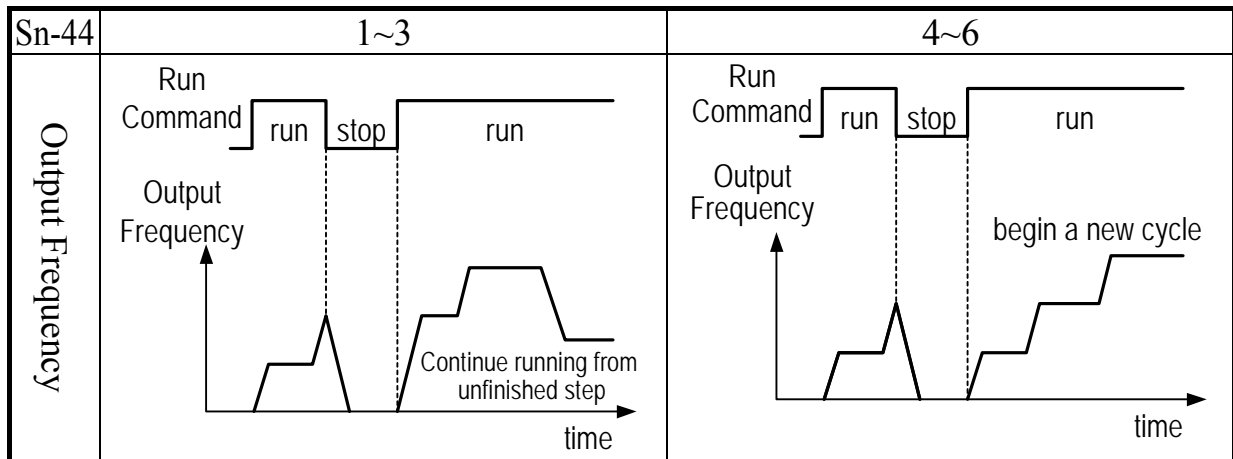 Sn-44
1~3
4~6
Output Frequency
Run
Command
run
stop
run
Output
Frequency
Continue running from
unfinished step
time
Run
Command
run
stop
run
Output
Frequency
begin a new cycle
time